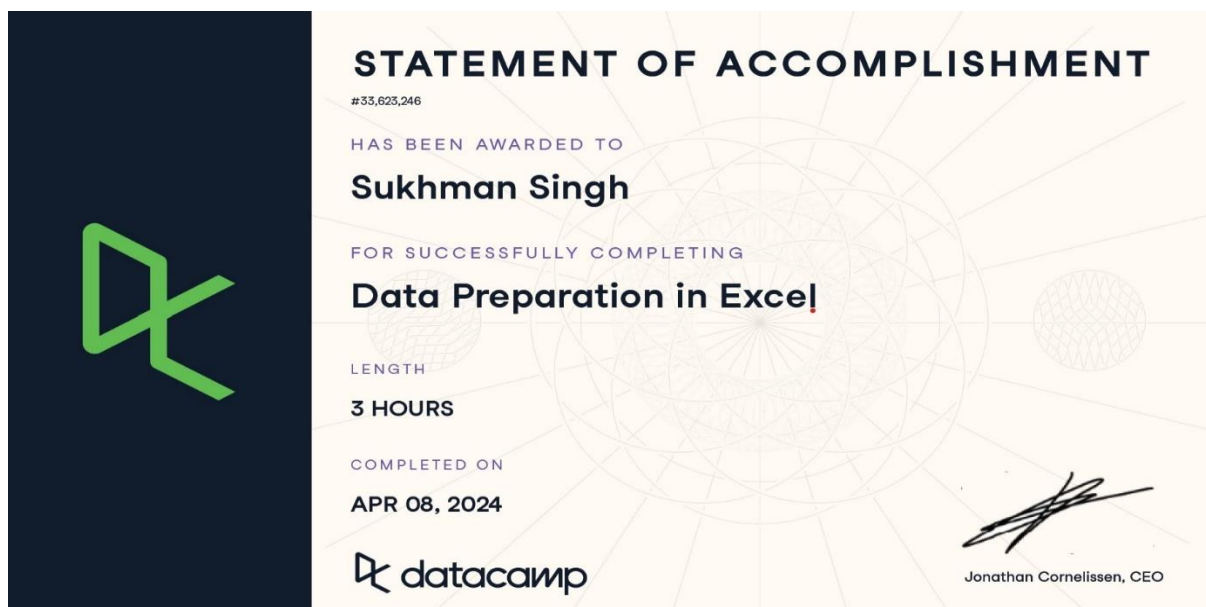 STATEMENT OF ACCOMPLISHMENT
#33,623,246
HAS BEEN AWARDED TO
Sukhman Singh
FOR SUCCESSFULLY COMPLETING
Data Preparation in Excel
LENGTH
3 HOURS
COMPLETED ON
APR 08, 2024
datacamp
Jonathan Cornelissen, CEO